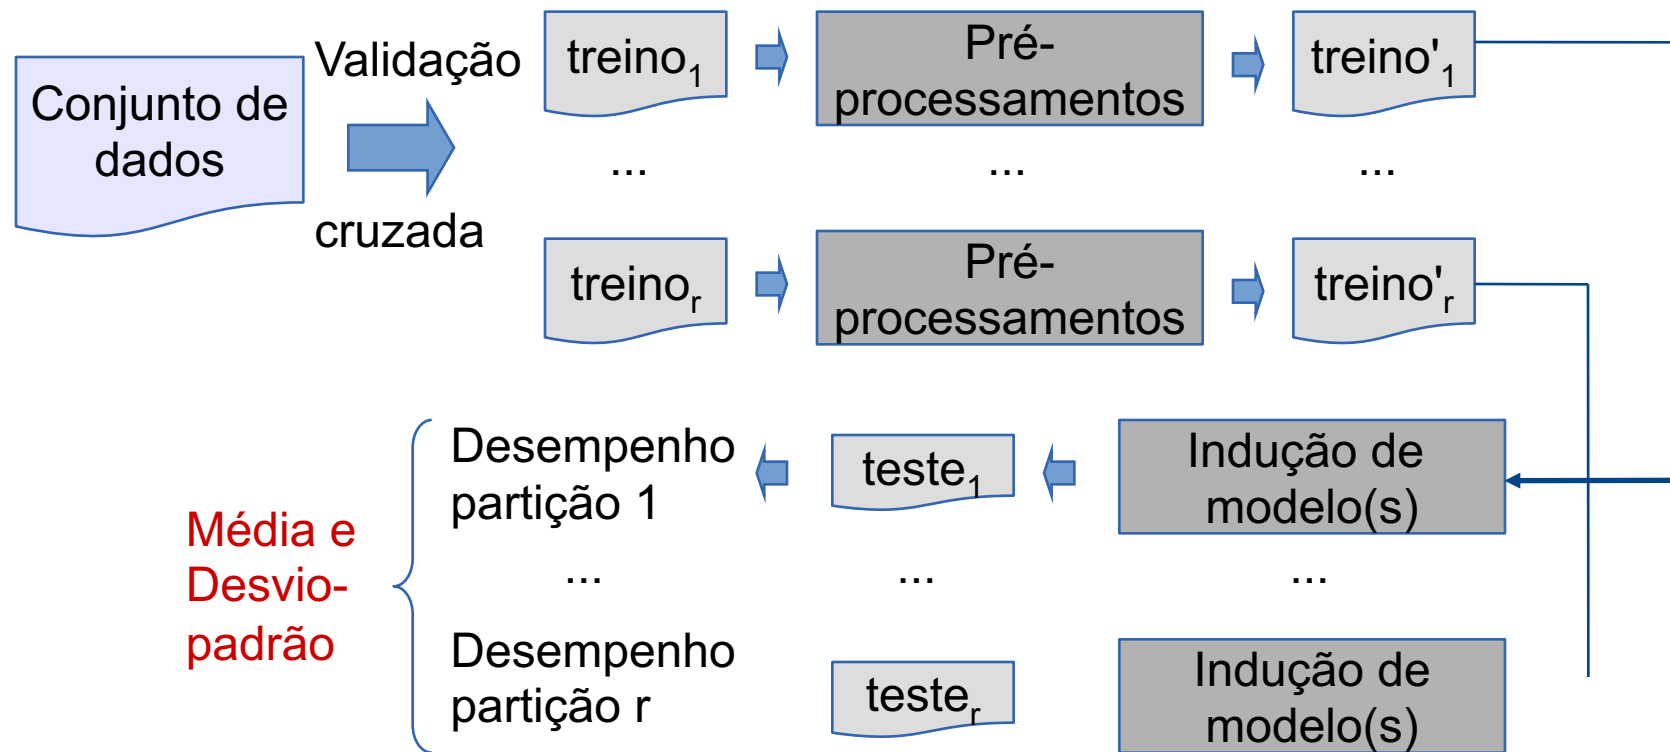 Conjunto de
dados
Validação
cruzada
treino1
Pré-
processamentos
treino'1
...
...
...
treinor
Pré-
processamentos
treino'r
Média e
Desvio-
padrão
Desempenho
partição 1
teste1
Indução de
modelo(s)
...
...
...
Desempenho
partição r
tester
Indução de
modelo(s)